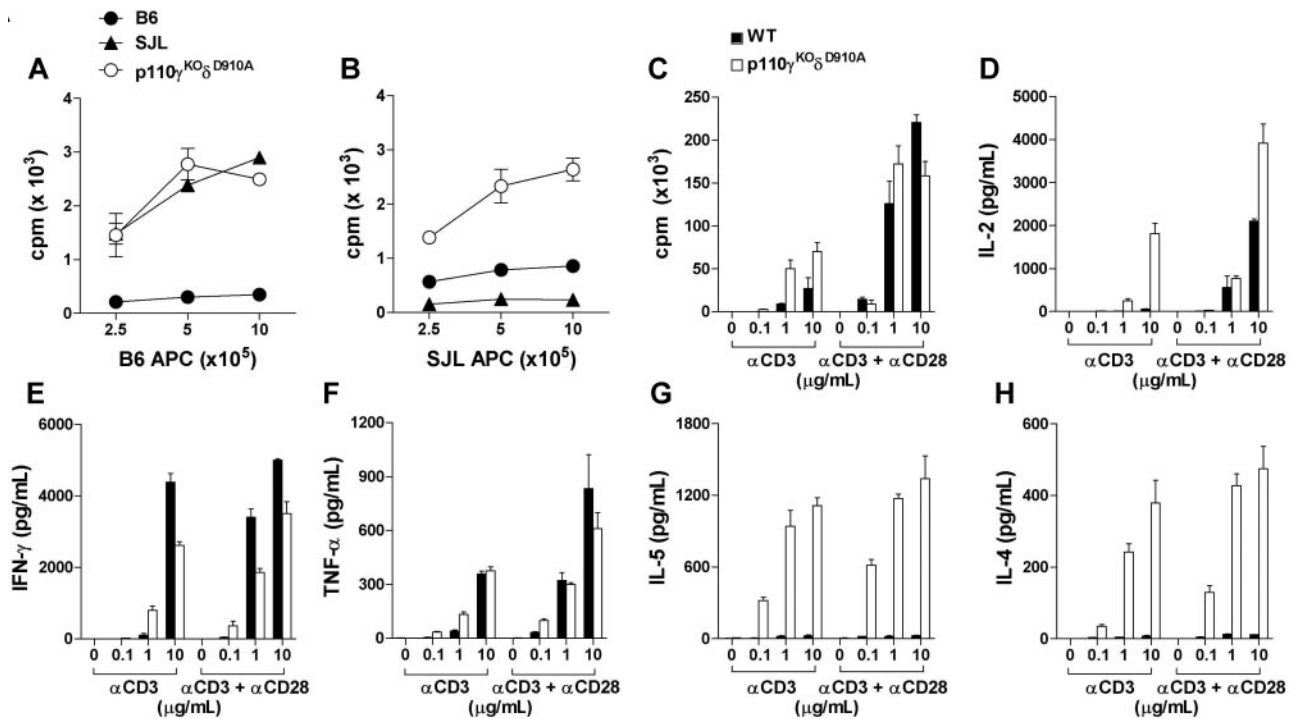 B6
SJL
p110γKOδD910A
WT
p110γKOδD910A
A
cpm (x 10³)
4
3
2
1
0
2.5 5 10
B6 APC (x10⁵)
B
cpm (x 10³)
4
3
2
1
0
2.5 5 10
SJL APC (x10⁵)
C
cpm (x10³)
250
200
150
100
50
0
0 0.1 1 10 0 0.1 1 10
αCD3 αCD3 + αCD28
(μg/mL)
D
IL-2 (pg/mL)
5000
4000
3000
2000
1000
0
0 0.1 1 10 0 0.1 1 10
αCD3 αCD3 + αCD28
(μg/mL)
E
IFN-γ (pg/mL)
6000
4000
2000
0
0 0.1 1 10 0 0.1 1 10
αCD3 αCD3 + αCD28
(μg/mL)
F
TNF-α (pg/mL)
1200
900
600
300
0
0 0.1 1 10 0 0.1 1 10
αCD3 αCD3 + αCD28
(μg/mL)
G
IL-5 (pg/mL)
1800
1200
600
0
0 0.1 1 10 0 0.1 1 10
αCD3 αCD3 + αCD28
(μg/mL)
H
IL-4 (pg/mL)
600
400
200
0
0 0.1 1 10 0 0.1 1 10
αCD3 αCD3 + αCD28
(μg/mL)